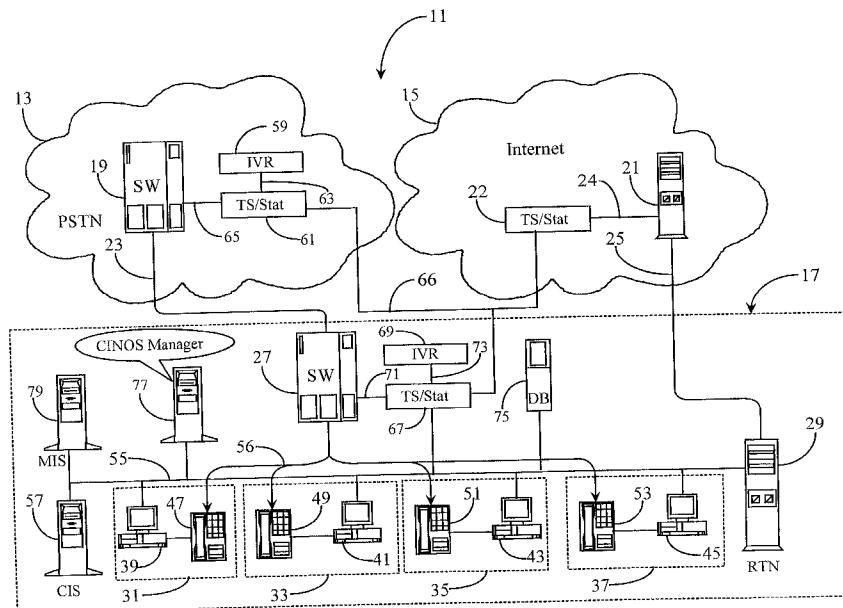 11
13
15
59
IVR
Internet
19
SW
21
63
24
22
TS/Stat
TS/Stat
PSTN
65
61
23
25
66
17
CINOS Manager
69
IVR
73
27
SW
79
77
71
TS/Stat
75
DB
67
29
MIS
55
56
57
47
49
51
53
39
41
43
45
CIS
31
33
35
37
RTN